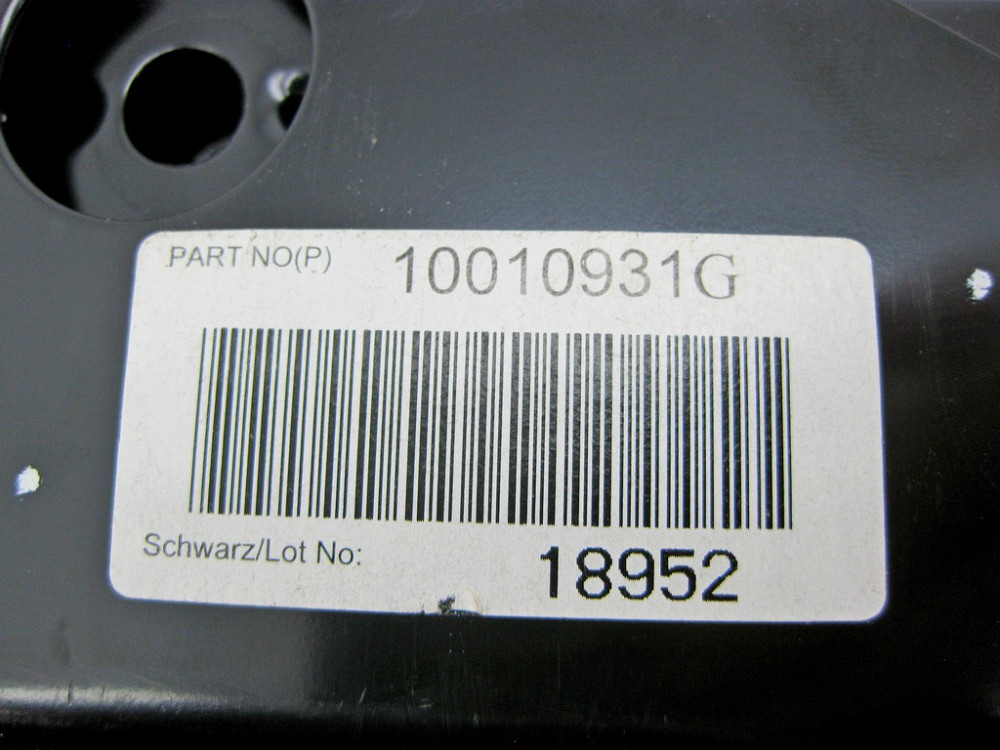 PART NO(P) 10010931G
Schwarz/Lot No: 18952